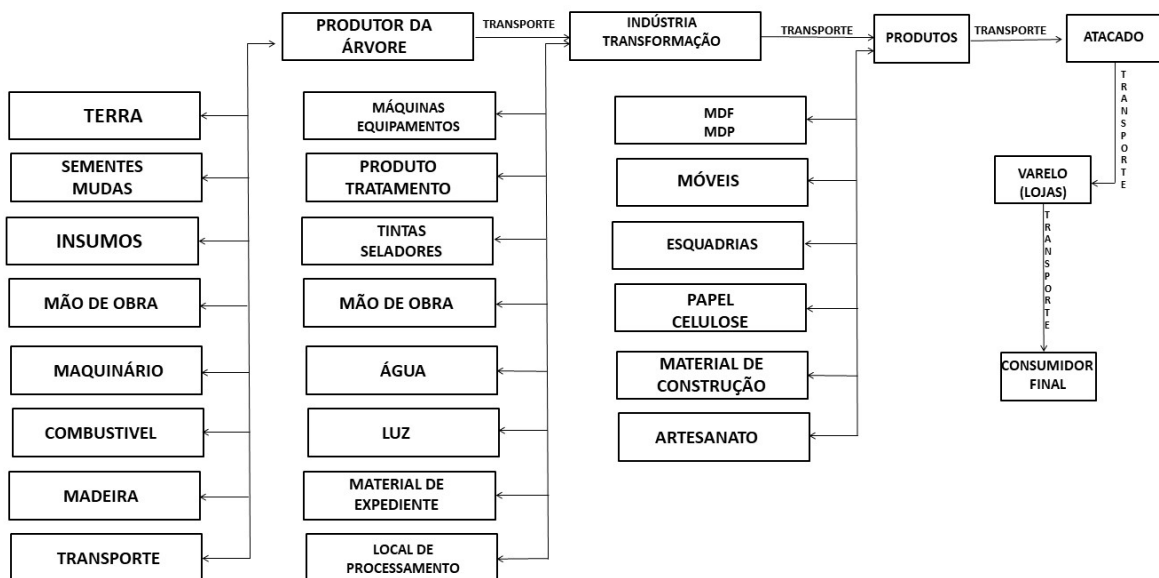 PRODUTOR DA
ÁRVORE
TRANSPORTE
INDÚSTRIA
TRANSFORMAÇÃO
TRANSPORTE
PRODUTOS
TRANSPORTE
ATACADO
TRANSPORTE
VARELO
(LOJAS)
TRANSPORTE
CONSUMIDOR
FINAL
TERRA
SEMENTES
MUDAS
INSUMOS
MÃO DE OBRA
MAQUINÁRIO
COMBUSTIVEL
MADEIRA
TRANSPORTE
MÁQUINAS
EQUIPAMENTOS
PRODUTO
TRATAMENTO
TINTAS
SELADORES
MÃO DE OBRA
ÁGUA
LUZ
MATERIAL DE
EXPEDIENTE
LOCAL DE
PROCESSAMENTO
MDF
MDP
MÓVEIS
ESQUADRIAS
PAPEL
CELULOSE
MATERIAL DE
CONSTRUÇÃO
ARTESANATO